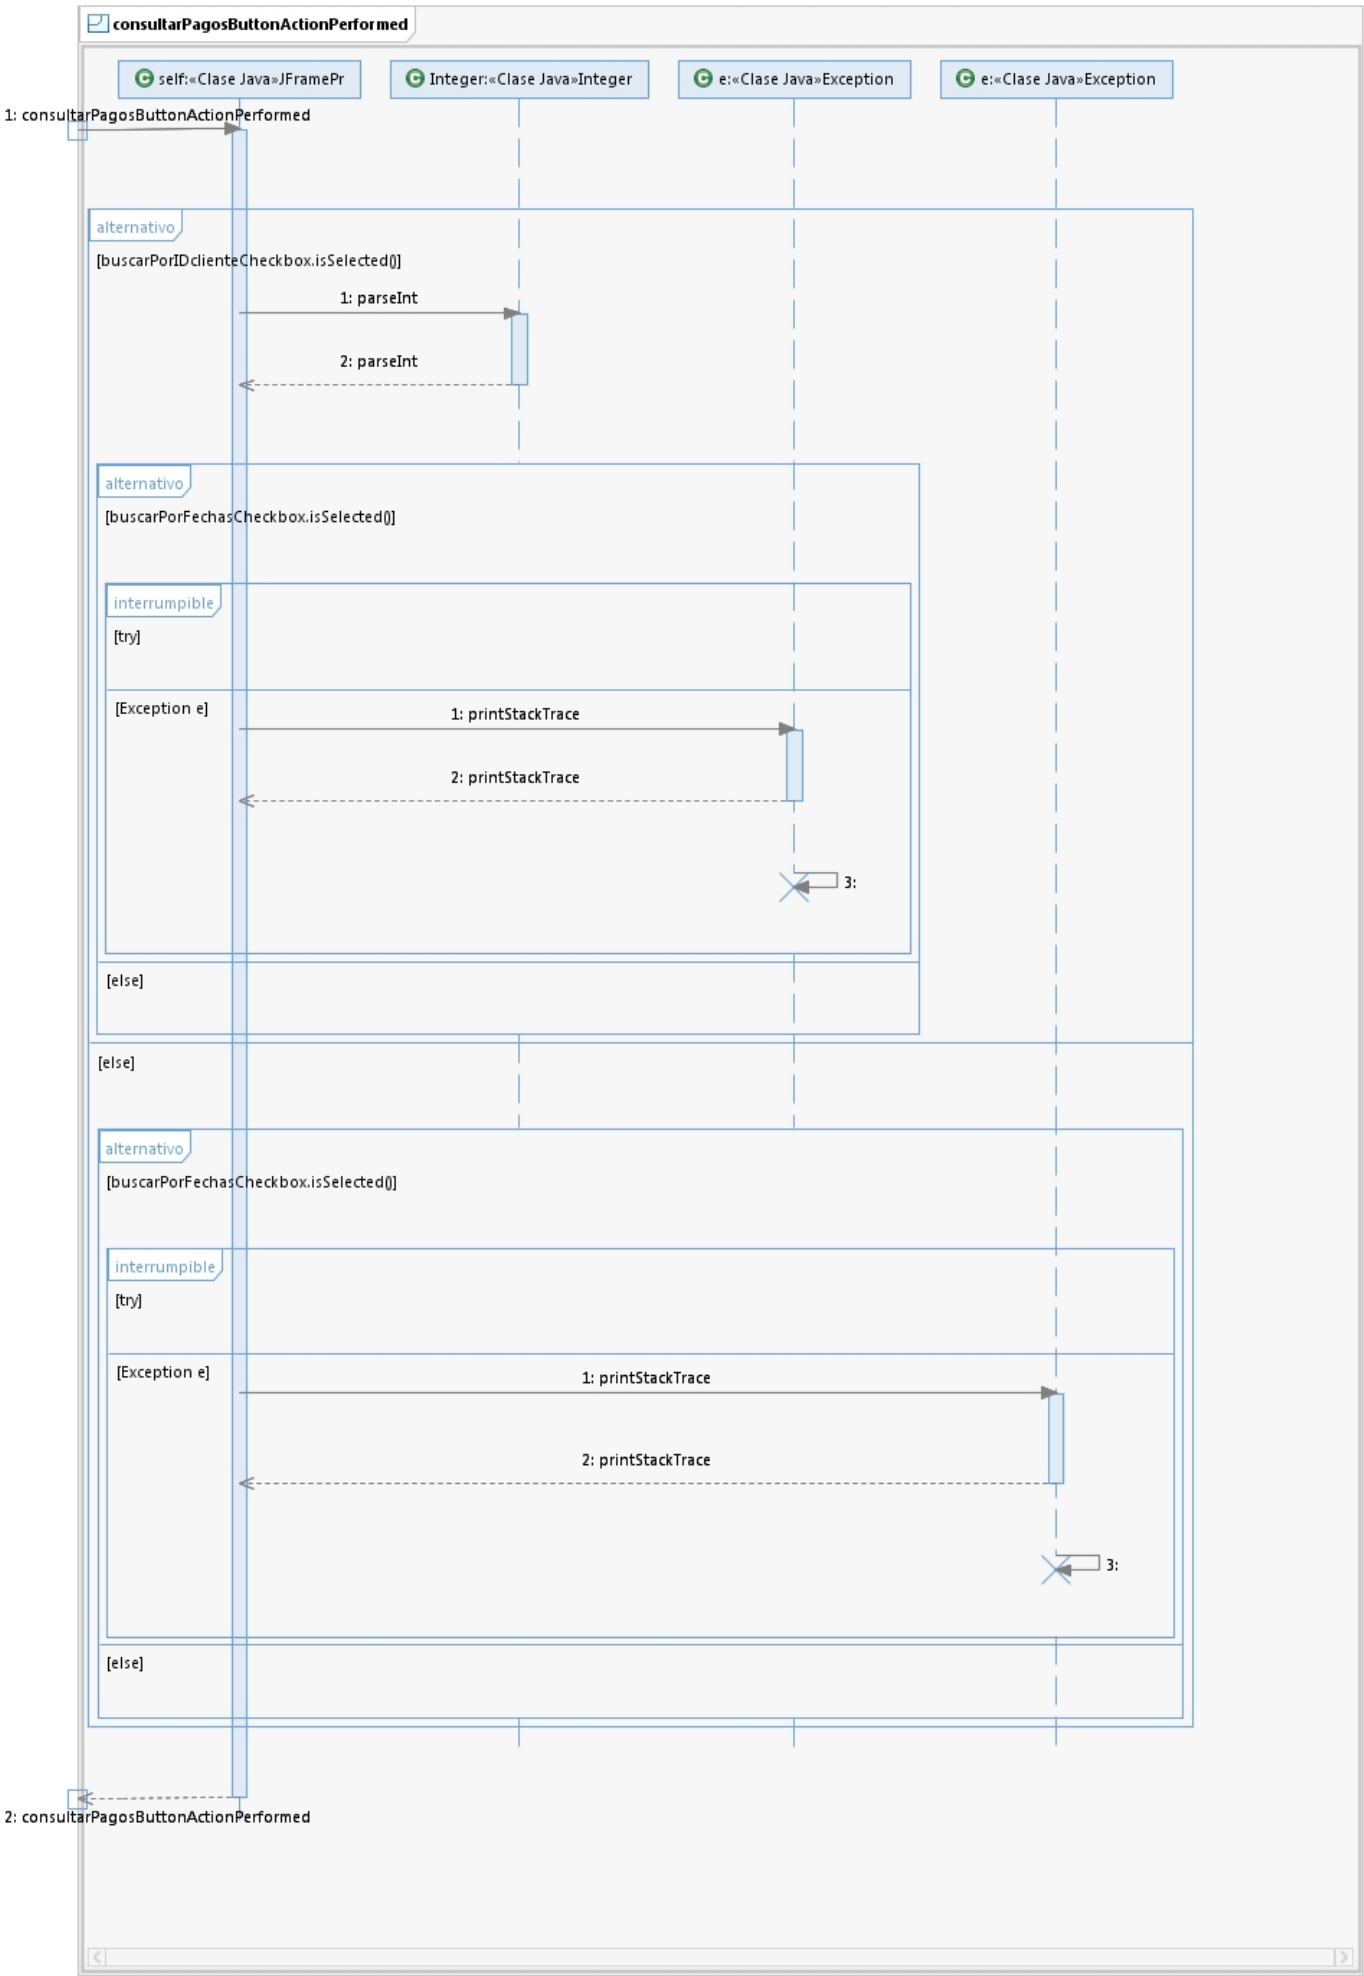 consultarPagosButtonActionPerformed
self:«Clase Java»JFramePr
Integer:«Clase Java»Integer
e:«Clase Java»Exception
e:«Clase Java»Exception
1: consultarPagosButtonActionPerformed
alternativo
[buscarPorIDclienteCheckbox.isSelected()]
1: parseInt
2: parseInt
alternativo
[buscarPorFechasCheckbox.isSelected()]
interrumpible
[try]
[Exception e]
1: printStackTrace
2: printStackTrace
3:
[else]
[else]
alternativo
[buscarPorFechasCheckbox.isSelected()]
interrumpible
[try]
[Exception e]
1: printStackTrace
2: printStackTrace
3:
[else]
2: consultarPagosButtonActionPerformed